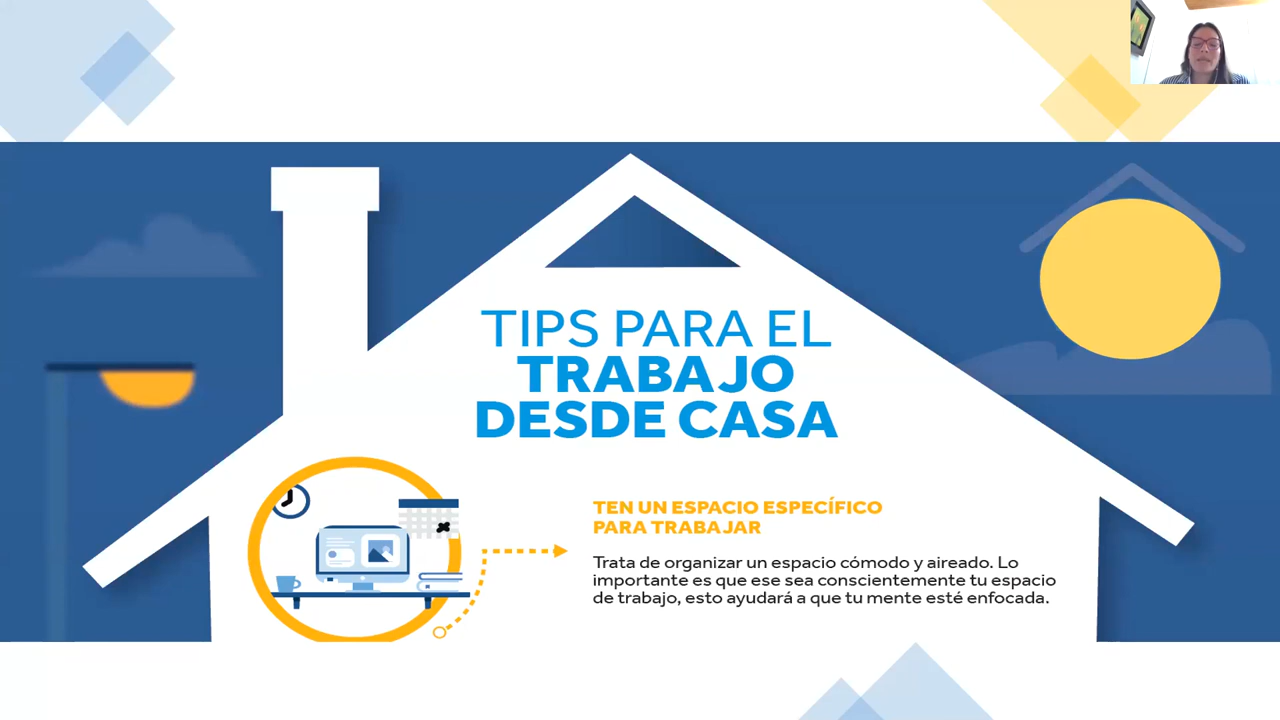 TIPS PARA EL
TRABAJO
DESDE CASA
TEN UN ESPACIO ESPECÍFICO
PARA TRABAJAR
Trata de organizar un espacio cómodo y aireado. Lo
importante es que ese sea conscientemente tu espacio
de trabajo, esto ayudará a que tu mente esté enfocada.